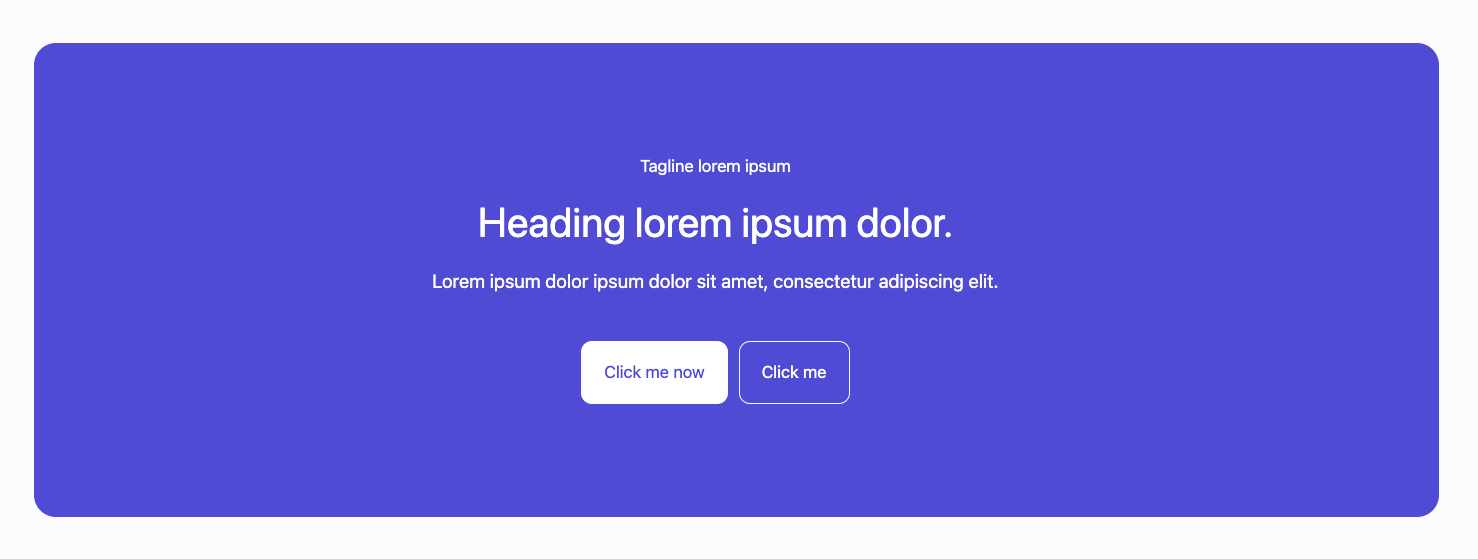 Tagline lorem ipsum
Heading lorem ipsum dolor.
Lorem ipsum dolor ipsum dolor sit amet, consectetur adipiscing elit.
Click me now
Click me